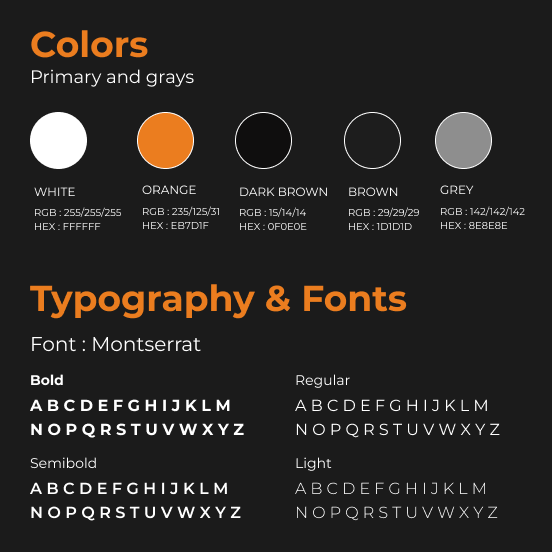 Colors
Primary and grays
WHITE
RGB : 255/255/255
HEX : FFFFFF
ORANGE
RGB : 235/125/31
HEX : EB7D1F
DARK BROWN
RGB : 15/14/14
HEX : 0F0E0E
BROWN
RGB : 29/29/29
HEX : 1D1D1D
GREY
RGB : 142/142/142
HEX : 8E8E8E
Typography & Fonts
Font : Montserrat
Bold
A B C D E F G H I J K L M
N O P Q R S T U V W X Y Z
Regular
A B C D E F G H I J K L M
N O P Q R S T U V W X Y Z
Semibold
A B C D E F G H I J K L M
N O P Q R S T U V W X Y Z
Light
A B C D E F G H I J K L M
N O P Q R S T U V W X Y Z